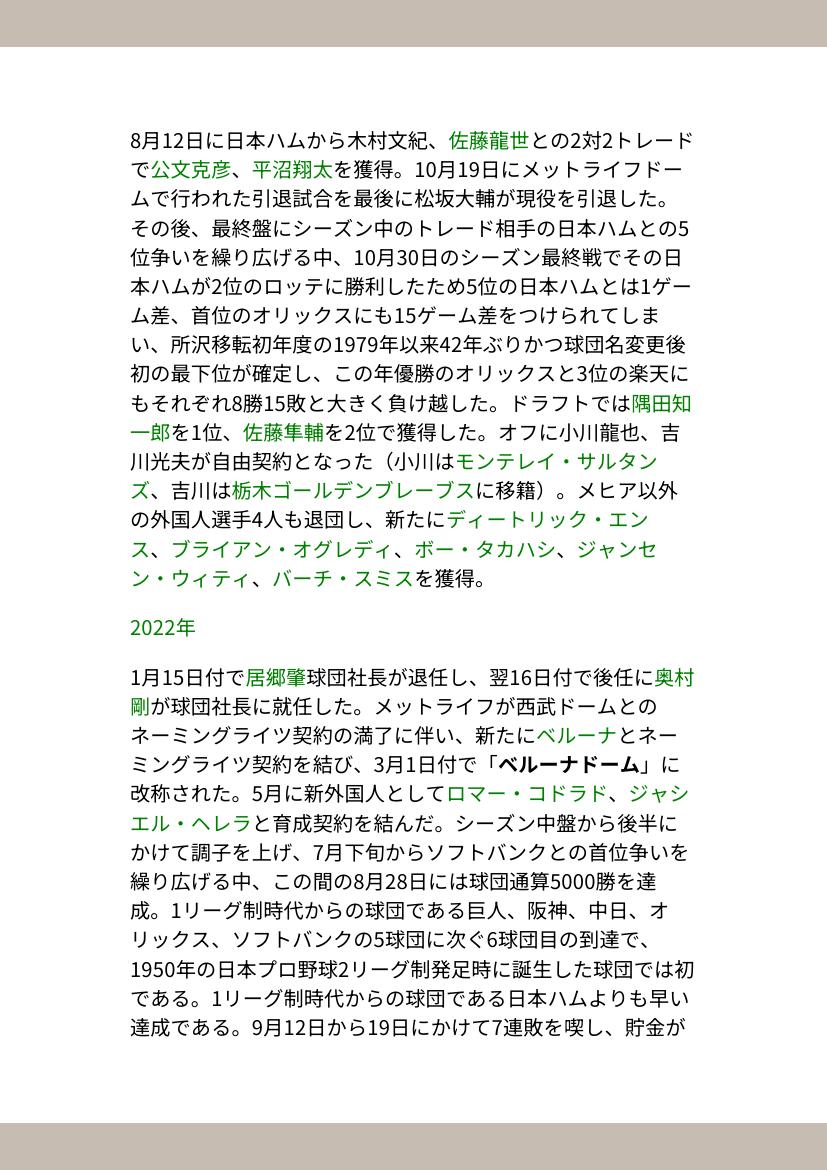 8月12日に日本ハムから木村文紀、佐藤龍世との2対2トレード
で公文克彦、平沼翔太を獲得。10月19日にメットライフドー
ムで行われた引退試合を最後に松坂大輔が現役を引退した。
その後、最終盤にシーズン中のトレード相手の日本ハムとの5
位争いを繰り広げる中、10月30日のシーズン最終戦でその日
本ハムが2位のロッテに勝利したため5位の日本ハムとは1ゲー
ム差、首位のオリックスにも15ゲーム差をつけられてしま
い、所沢移転初年度の1979年以来42年ぶりかつ球団名変更後
初の最下位が確定し、この年優勝のオリックスと3位の楽天に
もそれぞれ8勝15敗と大きく負け越した。ドラフトでは隅田知
一郎を1位、佐藤隼輔を2位で獲得した。オフに小川龍也、吉
川光夫が自由契約となった（小川はモンテレイ・サルタン
ズ、吉川は栃木ゴールデンブレーブスに移籍）。メヒア以外
の外国人選手4人も退団し、新たにディートリック・エン
ス、ブライアン・オグレディ、ボー・タカハシ、ジャンセ
ン・ウィティ、バーチ・スミスを獲得。
2022年
1月15日付で居郷肇球団社長が退任し、翌16日付で後任に奥村
剛が球団社長に就任した。メットライフが西武ドームとの
ネーミングライツ契約の満了に伴い、新たにベルーナとネー
ミングライツ契約を結び、3月1日付で「ベルーナドーム」に
改称された。5月に新外国人としてロマー・コドラド、ジャシ
エル・ヘレラと育成契約を結んだ。シーズン中盤から後半に
かけて調子を上げ、7月下旬からソフトバンクとの首位争いを
繰り広げる中、この間の8月28日には球団通算5000勝を達
成。1リーグ制時代からの球団である巨人、阪神、中日、オ
リックス、ソフトバンクの5球団に次ぐ6球団目の到達で、
1950年の日本プロ野球2リーグ制発足時に誕生した球団では初
である。1リーグ制時代からの球団である日本ハムよりも早い
達成である。9月12日から19日にかけて7連敗を喫し、貯金が